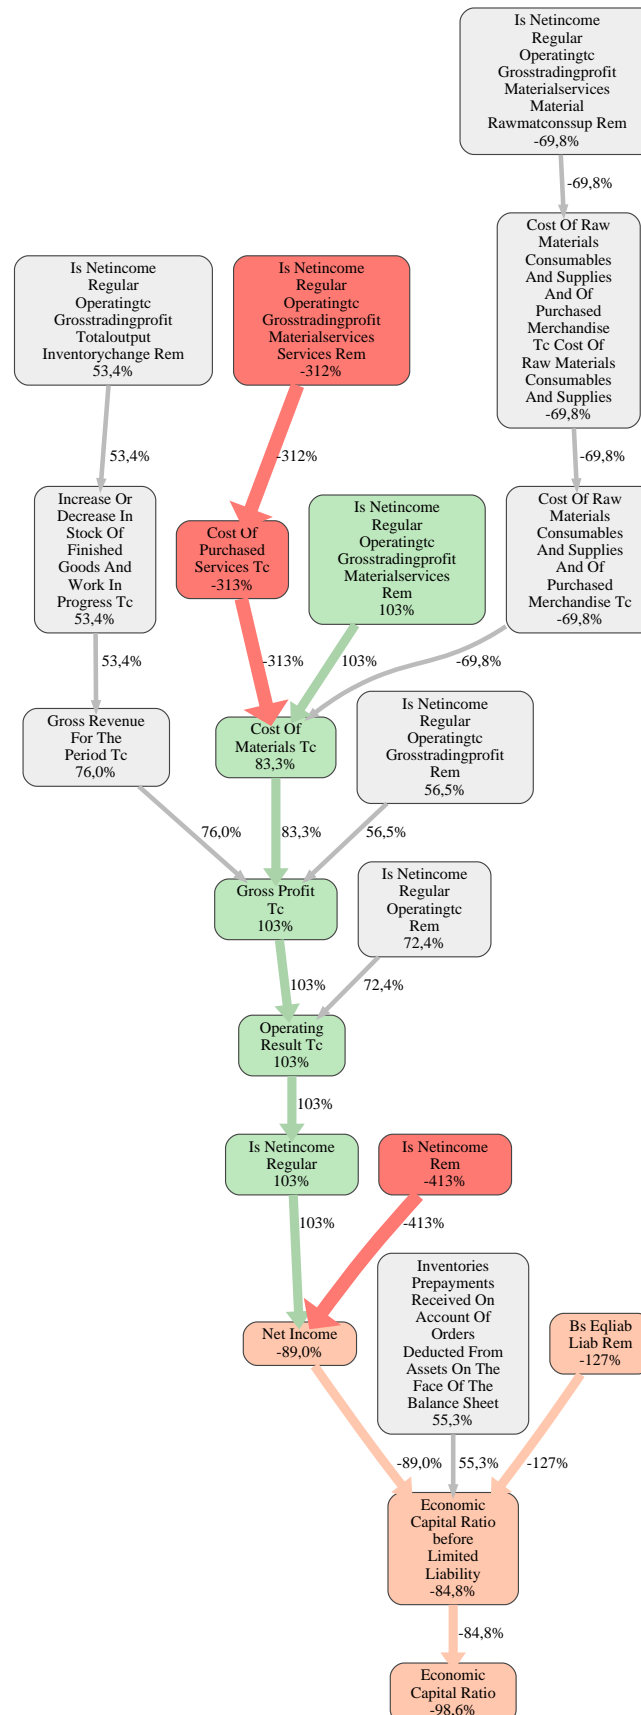 Is Netincome
Regular
Operatingtc
Grosstradingprofit
Materialservices
Material
Rawmatconssup Rem
-69,8%
-69,8%
Cost Of Raw
Materials
Consumables
And Supplies
And Of
Purchased
Merchandise
Tc Cost Of
Raw Materials
Consumables
And Supplies
-69,8%
Is Netincome
Regular
Operatingtc
Grosstradingprofit
Totaloutput
Inventorychange Rem
53,4%
Is Netincome
Regular
Operatingtc
Grosstradingprofit
Materialservices
Services Rem
-312%
53,4%
-312%
-69,8%
Increase Or
Decrease In
Stock Of
Finished
Goods And
Work In
Progress Tc
53,4%
Cost Of
Purchased
Services Tc
-313%
Is Netincome
Regular
Operatingtc
Grosstradingprofit
Materialservices
Rem
103%
Cost Of Raw
Materials
Consumables
And Supplies
And Of
Purchased
Merchandise Tc
-69,8%
53,4%
-313%
103%
-69,8%
Gross Revenue
For The
Period Tc
76,0%
Cost Of
Materials Tc
83,3%
Is Netincome
Regular
Operatingtc
Grosstradingprofit
Rem
56,5%
76,0%
83,3%
56,5%
Gross Profit
Tc
103%
Is Netincome
Regular
Operatingtc
Rem
72,4%
103%
72,4%
Operating
Result Tc
103%
103%
Is Netincome
Regular
103%
Is Netincome
Rem
-413%
103%
-413%
Net Income
-89,0%
Inventories
Prepayments
Received On
Account Of
Orders
Deducted From
Assets On The
Face Of The
Balance Sheet
55,3%
Bs Eqliab
Liab Rem
-127%
-89,0%
55,3%
-127%
Economic
Capital Ratio
before
Limited
Liability
-84,8%
-84,8%
Economic
Capital Ratio
-98,6%